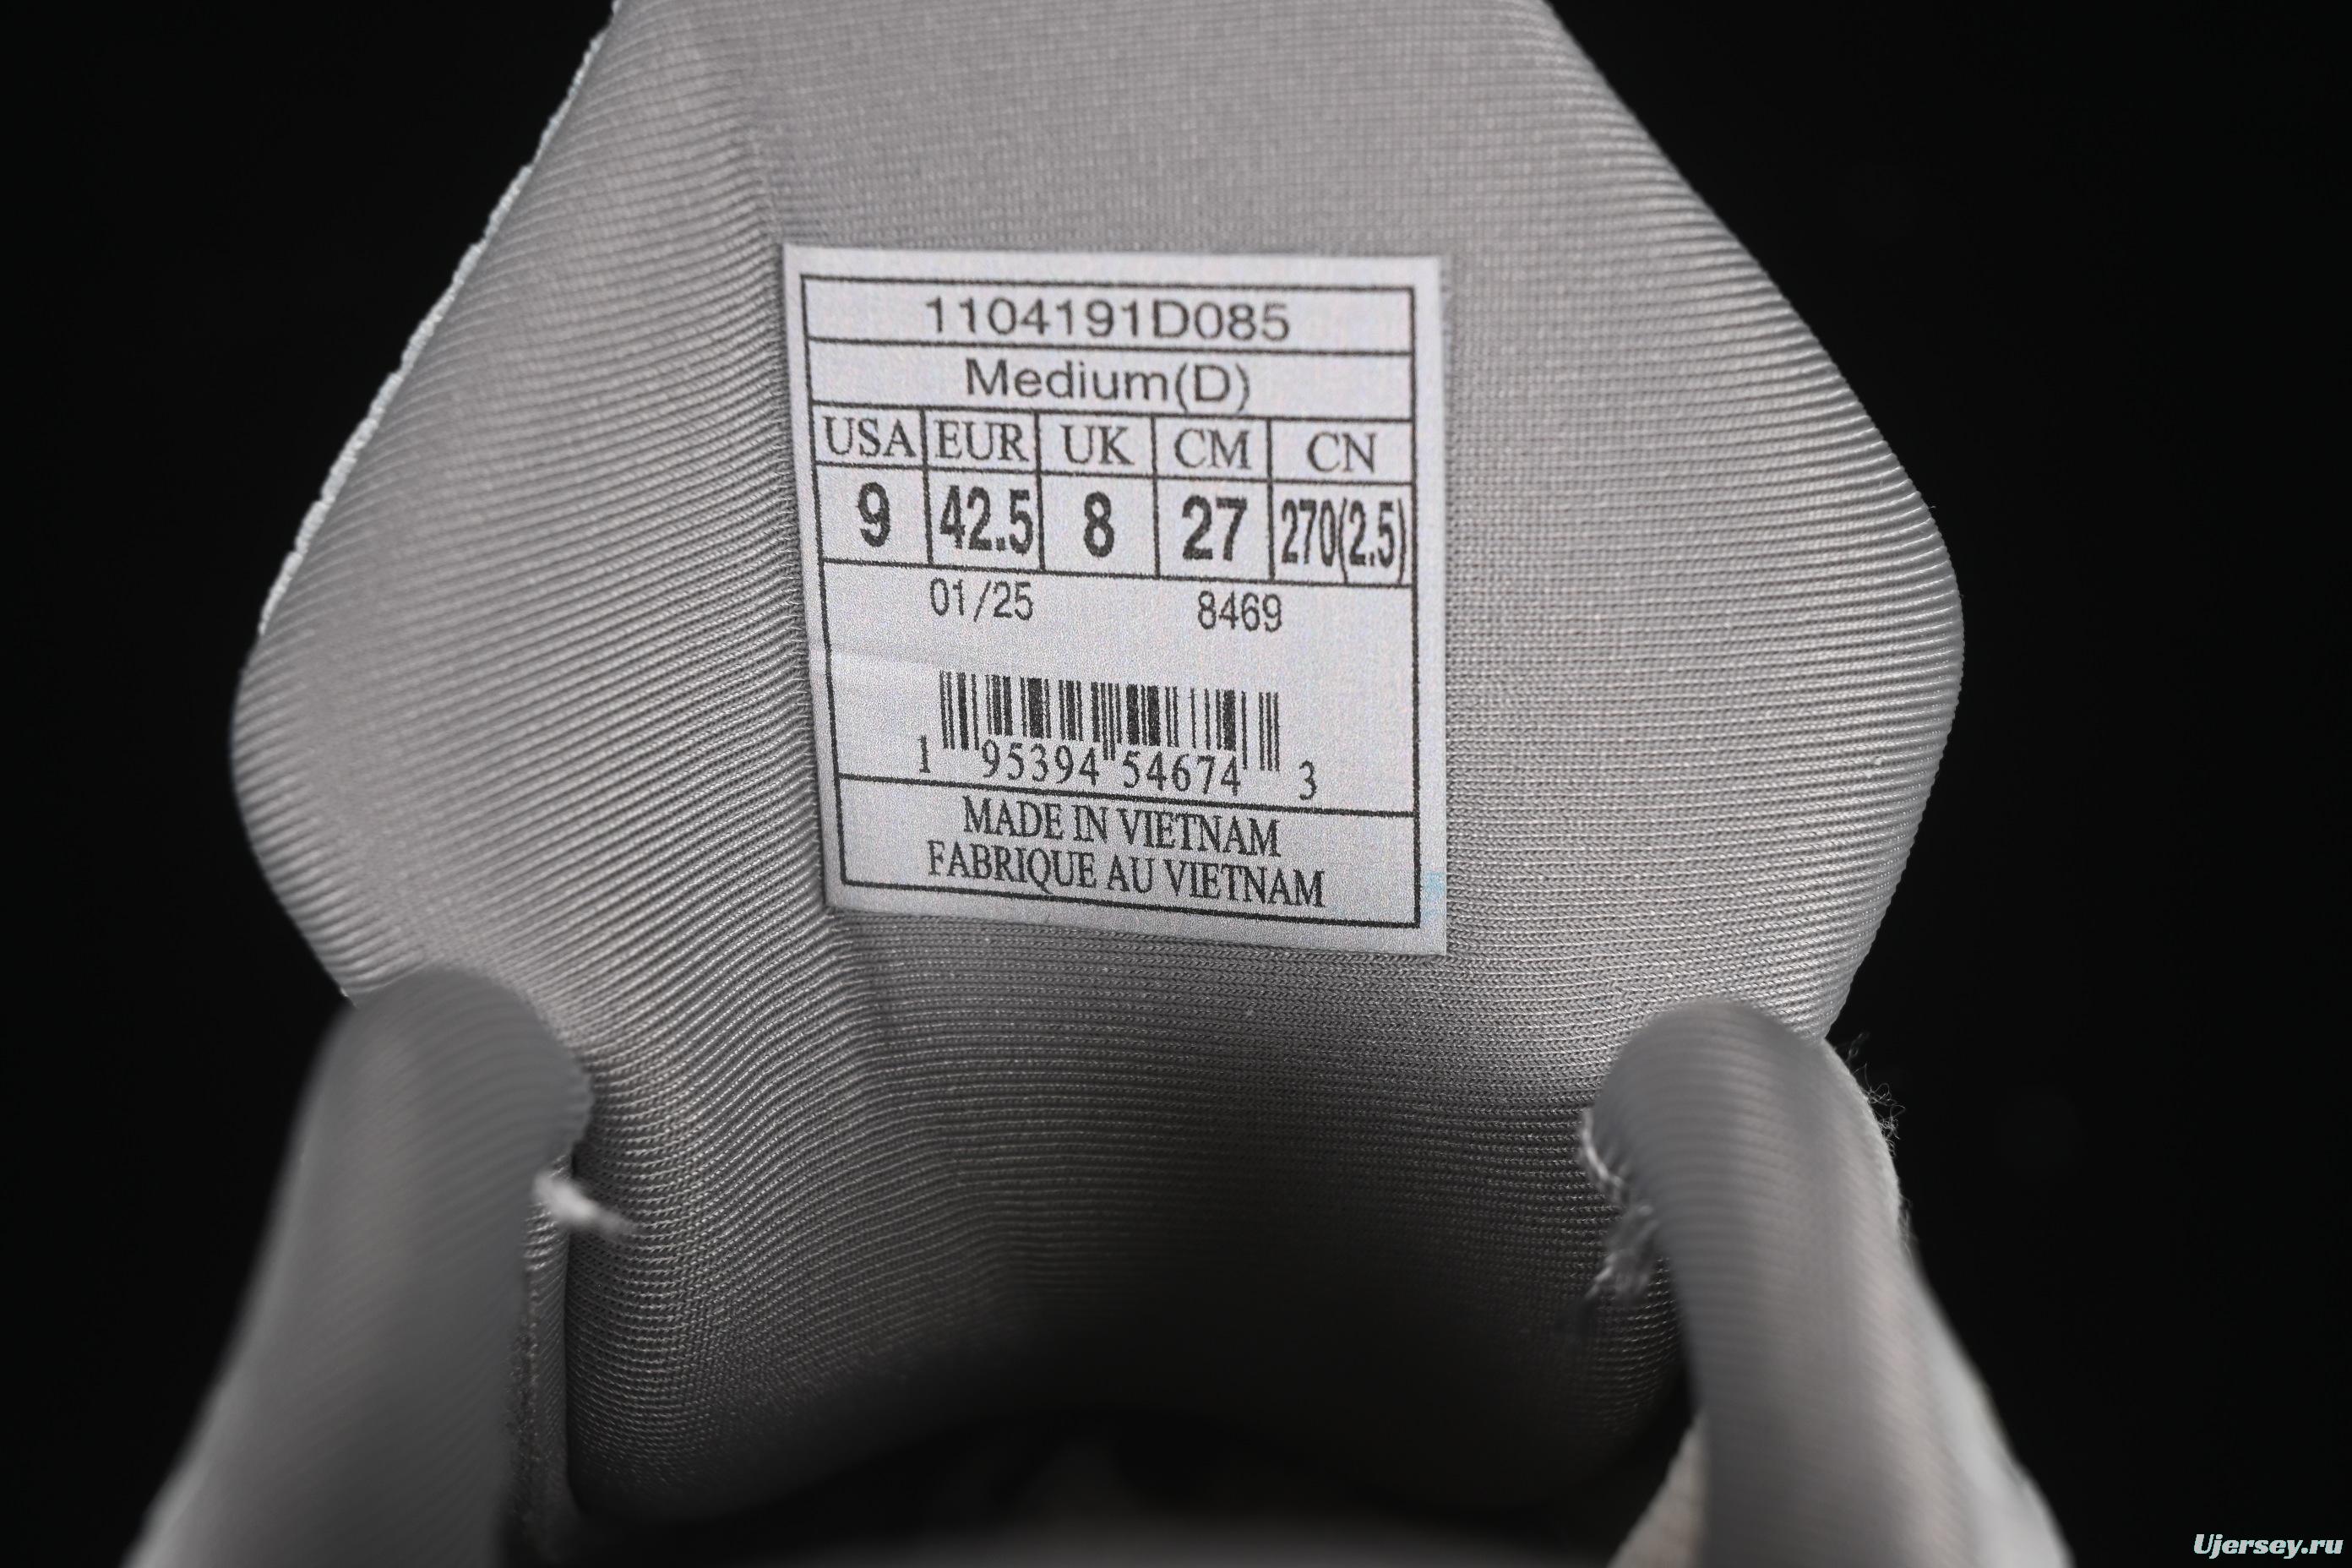 1104191D085
Medium(D)
USA EUR UK CM CN
9 42.5 8 27 270(2.5)
01/25 8469
1 95394 54674 3
MADE IN VIETNAM
FABRIQUE AU VIETNAM
Ujersey.ru